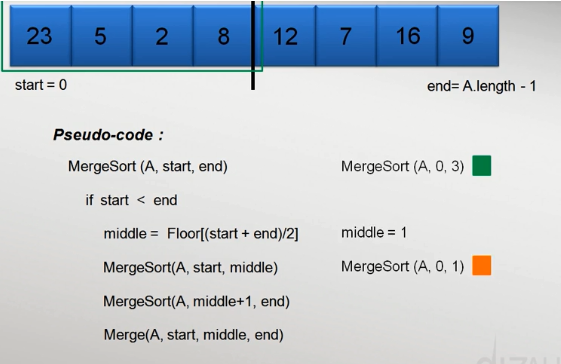 23 5 2 8 12 7 16 9
start = 0 end= A.length - 1
Pseudo-code :
MergeSort (A, start, end) MergeSort (A, 0, 3)
if start < end
middle = Floor[(start + end)/2] middle = 1
MergeSort(A, start, middle) MergeSort (A, 0, 1)
MergeSort(A, middle+1, end)
Merge(A, start, middle, end)